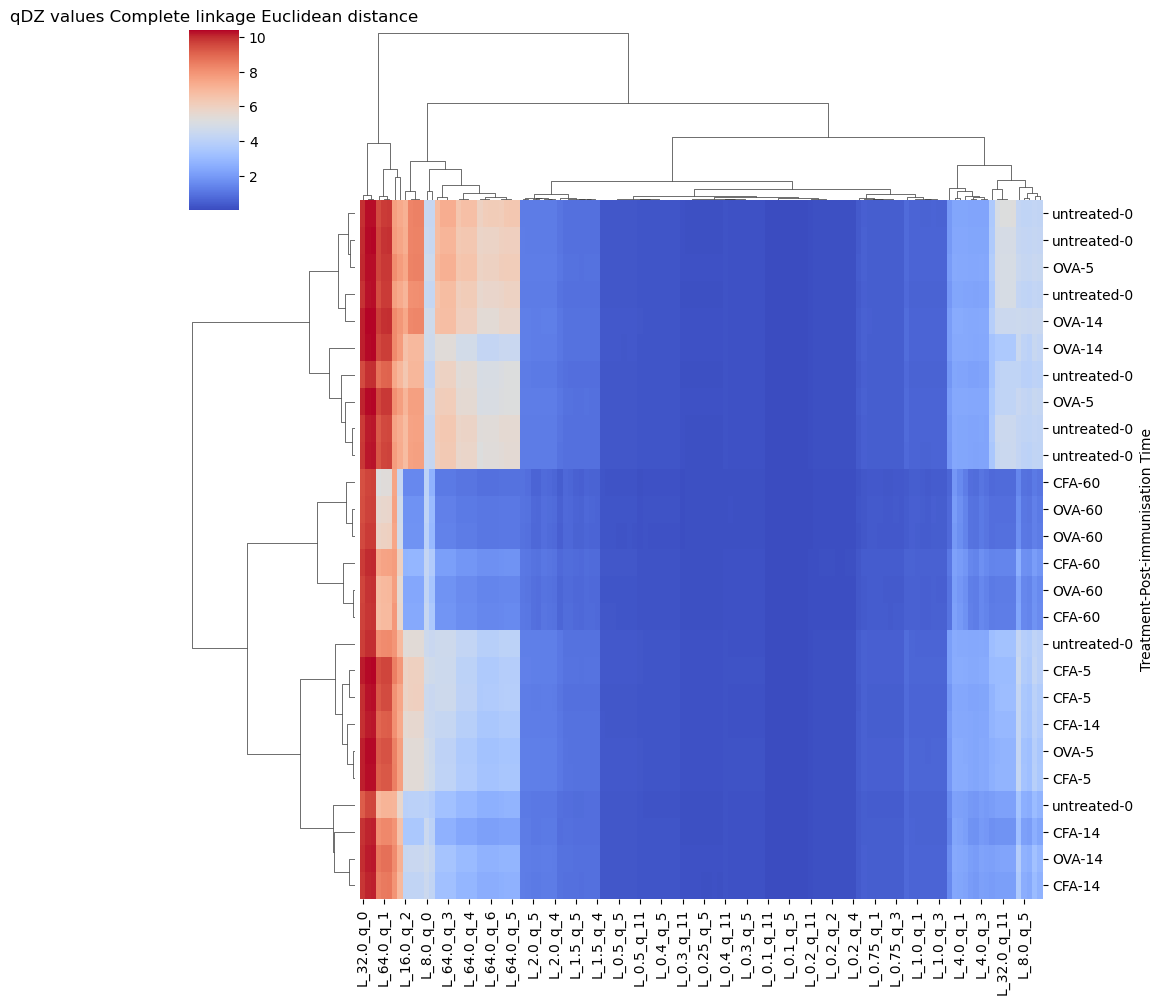 qDZ values Complete linkage Euclidean distance
10
8
6
4
2
untreated-0
untreated-0
OVA-5
untreated-0
OVA-14
OVA-14
untreated-0
OVA-5
untreated-0
untreated-0
CFA-60
OVA-60
OVA-60
CFA-60
OVA-60
CFA-60
untreated-0
CFA-5
CFA-5
CFA-14
OVA-5
CFA-5
untreated-0
CFA-14
OVA-14
CFA-14
Treatment-Post-immunisation Time
L_32.0_q_0
L_64.0_q_1
L_16.0_q_2
L_8.0_q_0
L_64.0_q_3
L_64.0_q_4
L_64.0_q_6
L_64.0_q_5
L_2.0_q_5
L_2.0_q_4
L_1.5_q_5
L_1.5_q_4
L_0.5_q_5
L_0.5_q_11
L_0.4_q_5
L_0.3_q_11
L_0.25_q_5
L_0.4_q_11
L_0.3_q_5
L_0.1_q_11
L_0.1_q_5
L_0.2_q_11
L_0.2_q_2
L_0.2_q_4
L_0.75_q_1
L_0.75_q_3
L_1.0_q_1
L_1.0_q_3
L_4.0_q_1
L_4.0_q_3
L_32.0_q_11
L_8.0_q_5